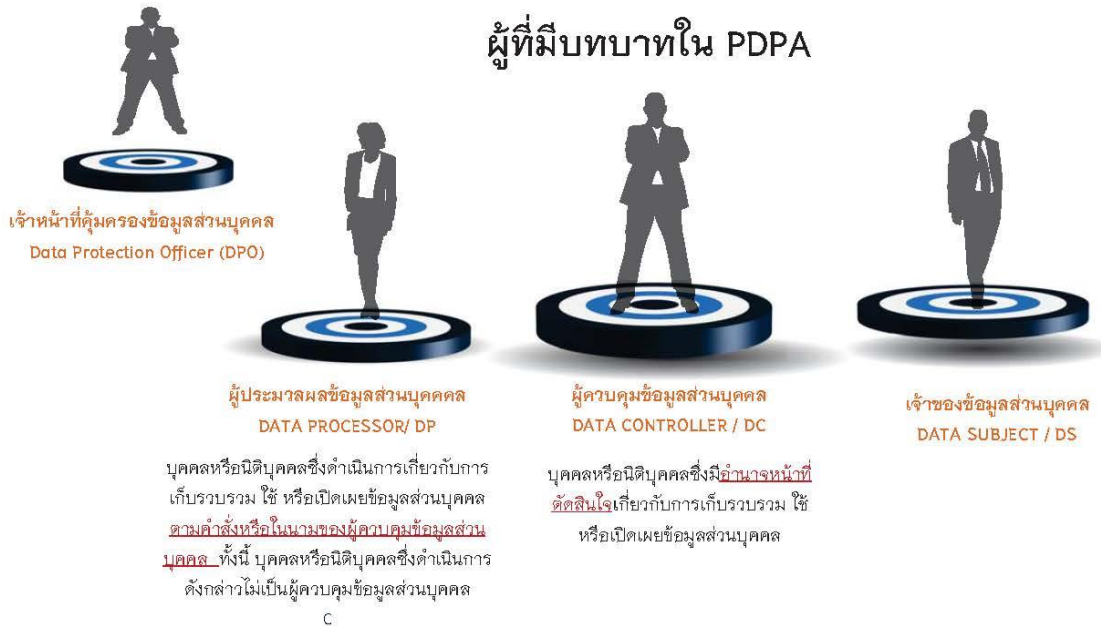 ผู้ที่มีบทบาทใน PDPA
เจ้าหน้าที่คุ้มครองข้อมูลส่วนบุคคล
Data Protection Officer (DPO)
ผู้ประมวลผลข้อมูลส่วนบุคคคล
DATA PROCESSOR/ DP
บุคคลหรือนิติบุคคลซึ่งดำเนินการเกี่ยวกับการ
เก็บรวบรวม ใช้ หรือเปิดเผยข้อมูลส่วนบุคคล
ตามคำสั่งหรือในนามของผู้ควบคุมข้อมูลส่วน
บุคคล ทั้งนี้ บุคคลหรือนิติบุคคลซึ่งดำเนินการ
ดังกล่าวไม่เป็นผู้ควบคุมข้อมูลส่วนบุคคล
C
ผู้ควบคุมข้อมูลส่วนบุคคล
DATA CONTROLLER / DC
บุคคลหรือนิติบุคคลซึ่งมีอำนาจหน้าที่
ตัดสินใจเกี่ยวกับการเก็บรวบรวม ใช้
หรือเปิดเผยข้อมูลส่วนบุคคล
เจ้าของข้อมูลส่วนบุคคล
DATA SUBJECT / DS